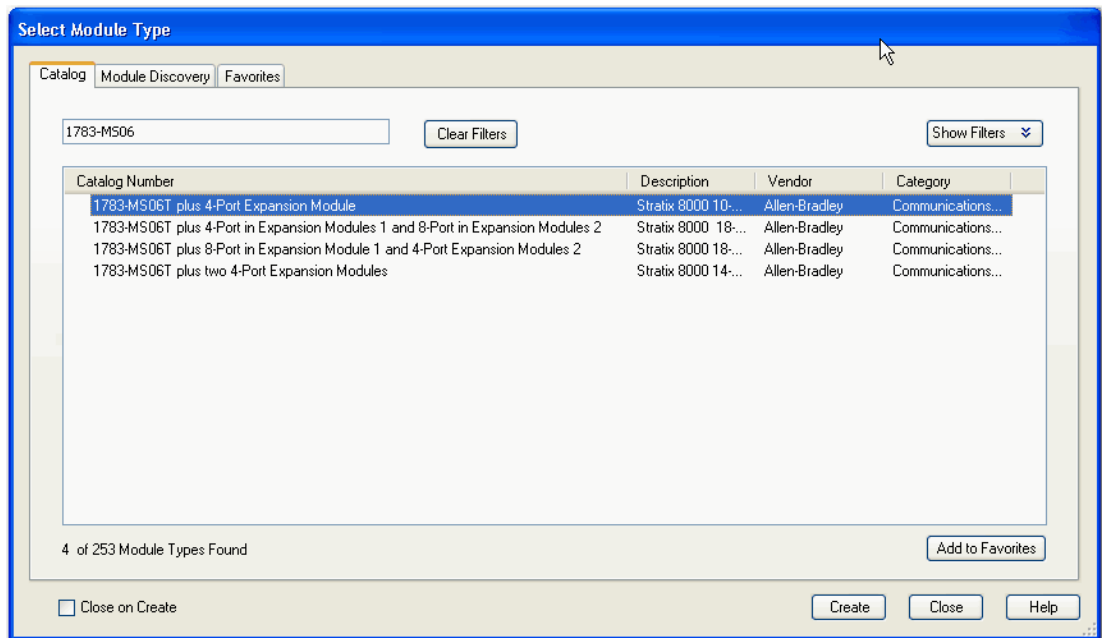 Select Module Type
Catalog Module Discovery Favorites
1783-MS06 Clear Filters Show Filters
Catalog Number Description Vendor Category
1783-MS06T plus 4-Port Expansion Module Stratix 8000 10-... Allen-Bradley Communications...
1783-MS06T plus 4-Port in Expansion Modules 1 and 8-Port in Expansion Modules 2 Stratix 8000 18-... Allen-Bradley Communications...
1783-MS06T plus 8-Port in Expansion Module 1 and 4-Port Expansion Modules 2 Stratix 8000 18-... Allen-Bradley Communications...
1783-MS06T plus two 4-Port Expansion Modules Stratix 8000 14-... Allen-Bradley Communications...
4 of 253 Module Types Found Add to Favorites
Close on Create Create Close Help